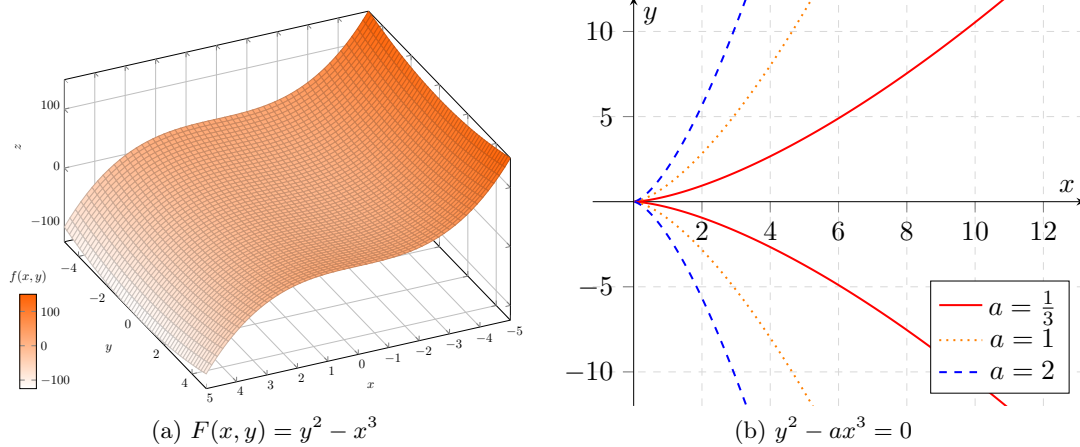 100
0
−100
z
−4
−2
0
2
4
y
5
4
3
2
1
0
−1
−2
−3
−4
−5
x
f(x, y)
100
0
−100
(a) F(x, y) = y² − x³
y
x
10
5
−5
−10
2
4
6
8
10
12
a = 1/3
a = 1
a = 2
(b) y² − ax³ = 0